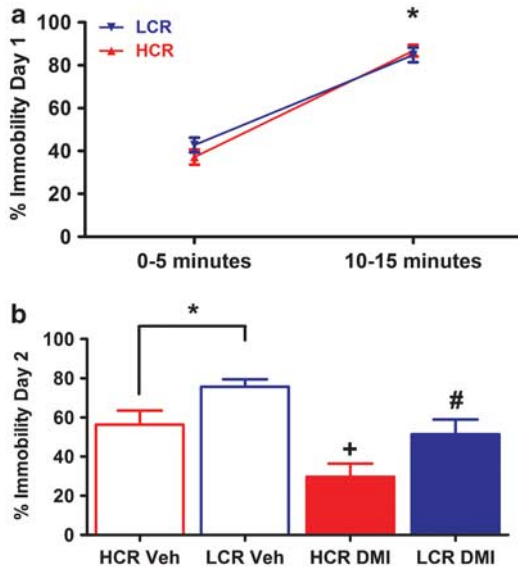 a
% Immobility Day 1
100
80
60
40
20
0
LCR
HCR
*
0-5 minutes
10-15 minutes
b
% Immobility Day 2
100
80
60
40
20
0
*
+
#
HCR Veh
LCR Veh
HCR DMI
LCR DMI